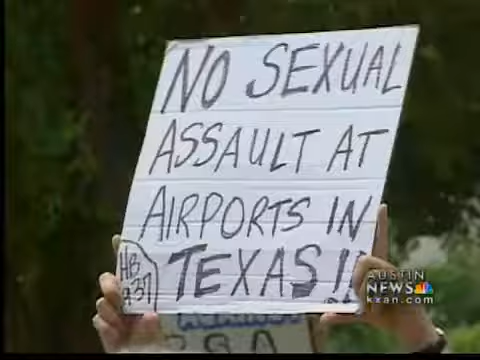 NO SEXUAL
ASSAULT AT
AIRPORTS IN
TEXAS!!
HB
1937
AUSTIN
NEWS
kxan.com